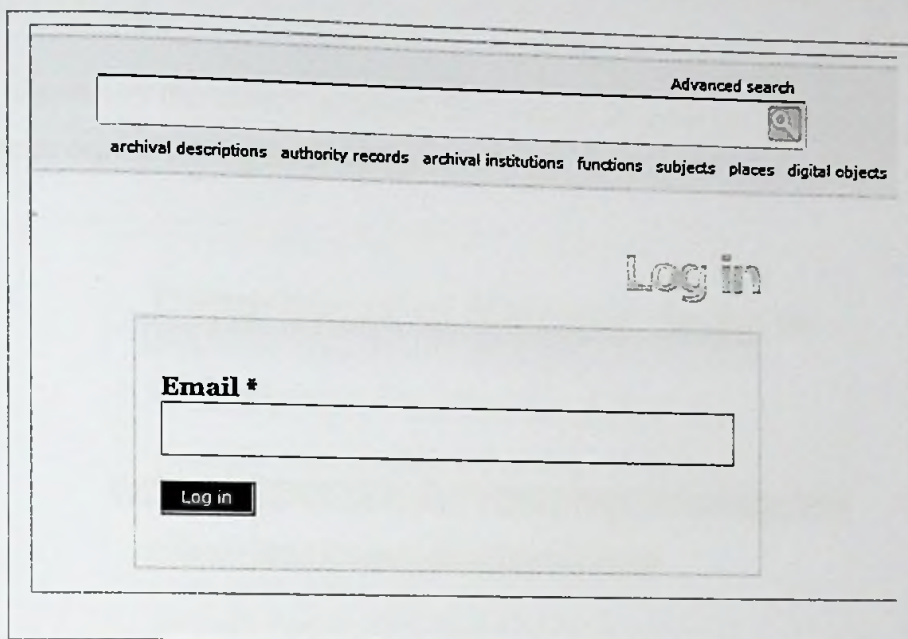 Advanced search
archival descriptions authority records archival institutions functions subjects places digital objects
Log in
Email *
Log in